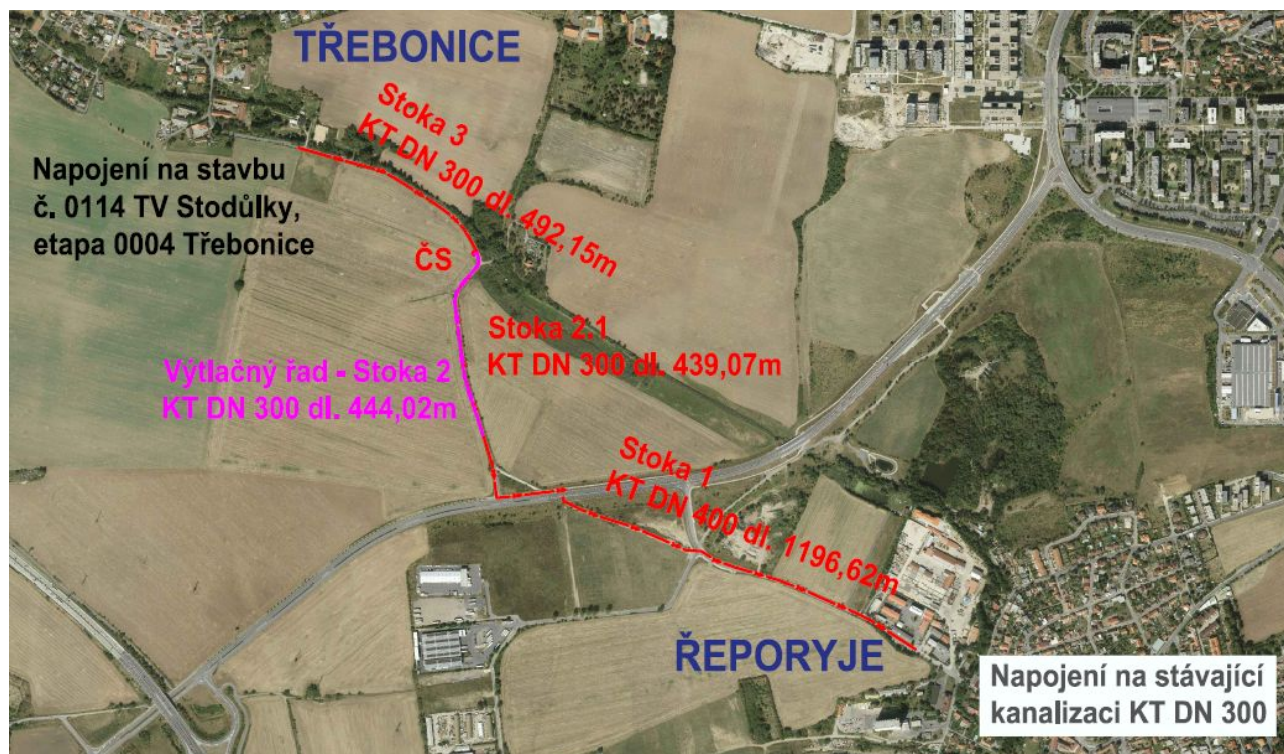 TŘEBONICE
Stoka 3
KT DN 300 dl. 492,15m
Napojení na stavbu
č. 0114 TV Stodůlky,
etapa 0004 Třebonice
ČS
Stoka 2.1
KT DN 300 dl. 439,07m
Výtlačný řad - Stoka 2
KT DN 300 dl. 444,02m
Stoka 1
KT DN 400 dl. 1196,62m
ŘEPORYJE
Napojení na stávající
kanalizaci KT DN 300